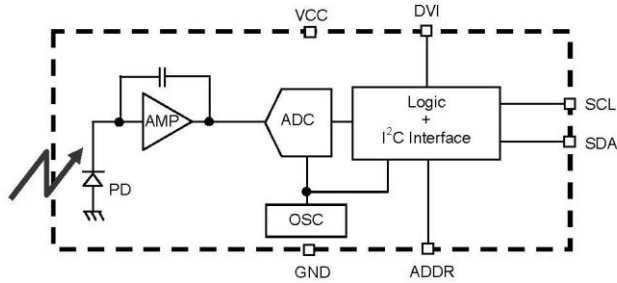 VCC
DVI
AMP
ADC
Logic
+
I²C Interface
SCL
SDA
PD
OSC
GND
ADDR